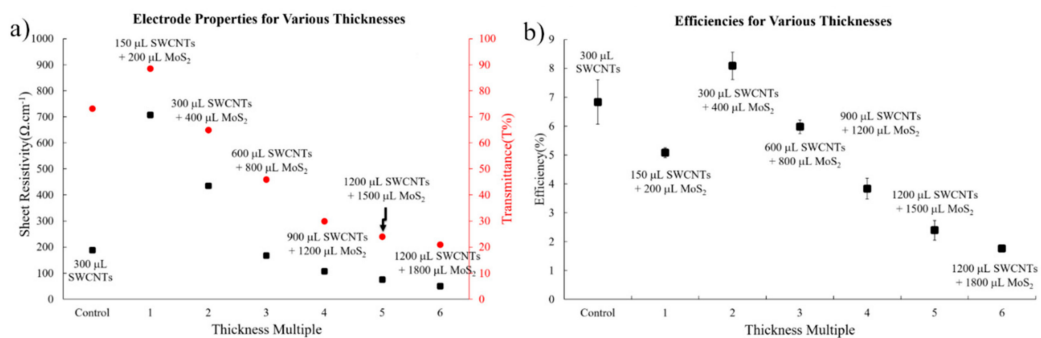 a)
Electrode Properties for Various Thicknesses
1000
900
800
700
600
500
400
300
200
100
0
Sheet Resistivity(Ω.cm⁻¹)
100
90
80
70
60
50
40
30
20
10
0
Transmittance(T%)
150 µL SWCNTs
+ 200 µL MoS₂
300 µL SWCNTs
+ 400 µL MoS₂
600 µL SWCNTs
+ 800 µL MoS₂
1200 µL SWCNTs
+ 1500 µL MoS₂
900 µL SWCNTs
+ 1200 µL MoS₂
1200 µL SWCNTs
+ 1800 µL MoS₂
300 µL
SWCNTs
Control 1 2 3 4 5 6
Thickness Multiple
b)
Efficiencies for Various Thicknesses
9
8
7
6
5
4
3
2
1
0
Efficiency(%)
300 µL
SWCNTs
150 µL SWCNTs
+ 200 µL MoS₂
300 µL SWCNTs
+ 400 µL MoS₂
600 µL SWCNTs
+ 800 µL MoS₂
900 µL SWCNTs
+ 1200 µL MoS₂
1200 µL SWCNTs
+ 1500 µL MoS₂
1200 µL SWCNTs
+ 1800 µL MoS₂
Control 1 2 3 4 5 6
Thickness Multiple